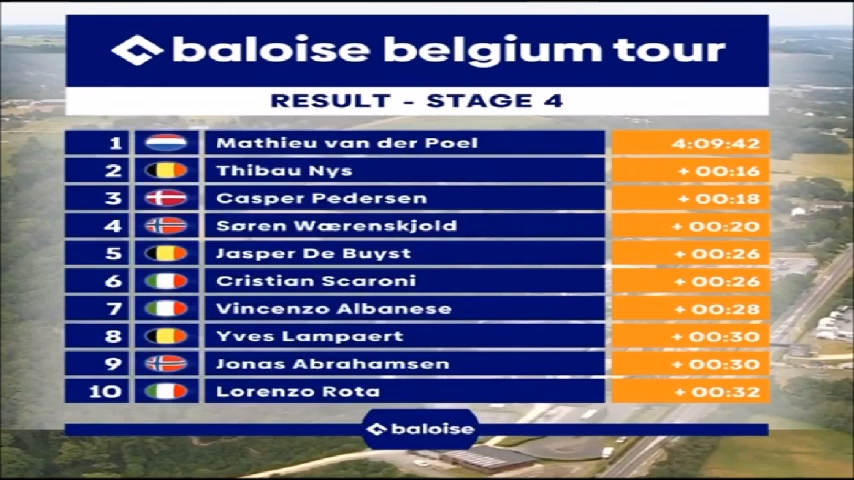 baloise belgium tour
RESULT - STAGE 4
1 Mathieu van der Poel 4:09:42
2 Thibau Nys + 00:16
3 Casper Pedersen + 00:18
4 Søren Wærenskjold + 00:20
5 Jasper De Buyst + 00:26
6 Cristian Scaroni + 00:26
7 Vincenzo Albanese + 00:28
8 Yves Lampaert + 00:30
9 Jonas Abrahamsen + 00:30
10 Lorenzo Rota + 00:32
baloise